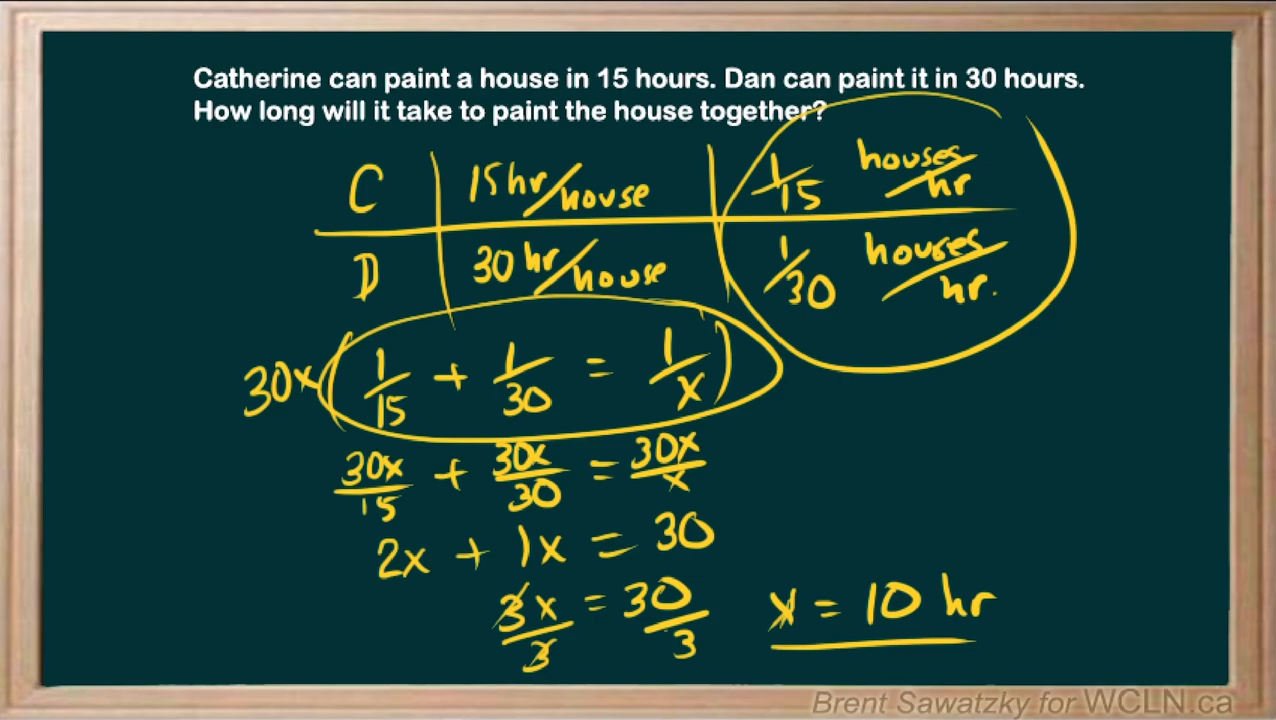 Catherine can paint a house in 15 hours. Dan can paint it in 30 hours.
How long will it take to paint the house together?
C 15 hr/house 1/15 houses/hr
D 30 hr/house 1/30 houses/hr.
30x(1/15 + 1/30 = 1/x)
30x/15 + 30x/30 = 30x/x
2x + 1x = 30
3x/3 = 30/3 x = 10 hr
Brent Sawatzky for WCLN.ca